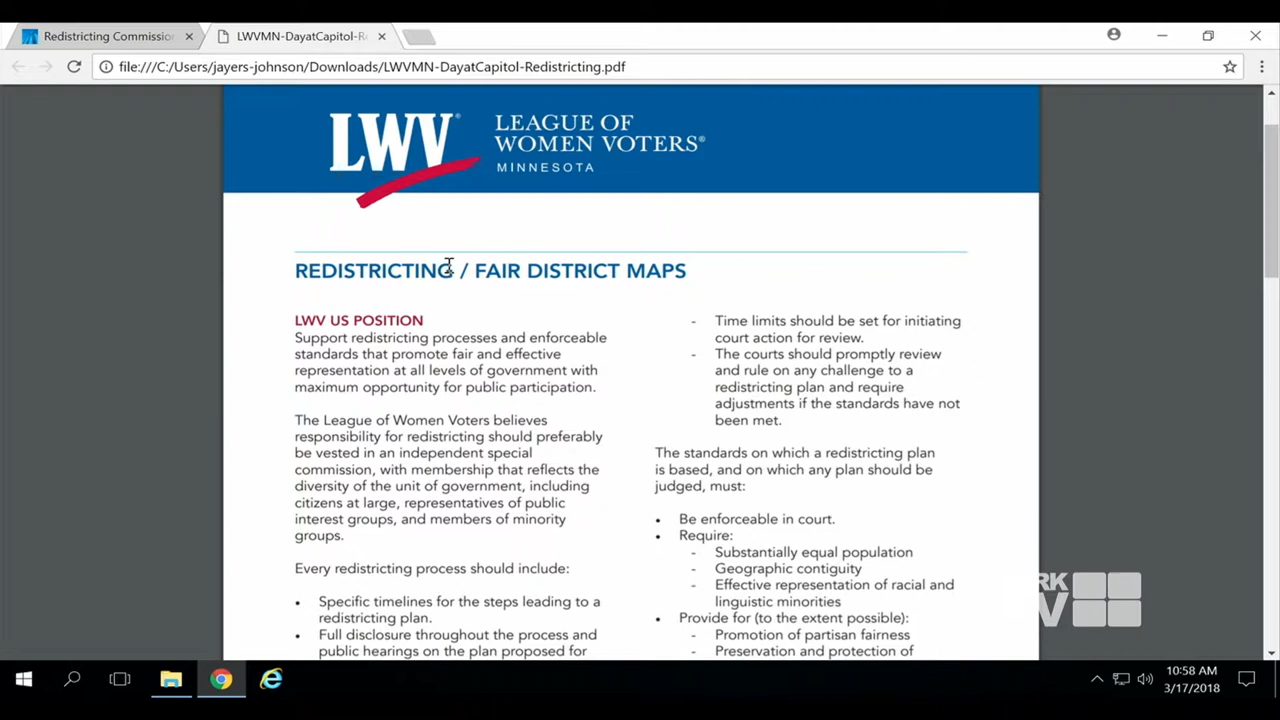 Redistricting Commissio
LWVMN-DayatCapitol-Re
file:///C:/Users/jayers-johnson/Downloads/LWVMN-DayatCapitol-Redistricting.pdf
LWV®
LEAGUE OF
WOMEN VOTERS®
MINNESOTA
REDISTRICTING / FAIR DISTRICT MAPS
LWV US POSITION
Support redistricting processes and enforceable
standards that promote fair and effective
representation at all levels of government with
maximum opportunity for public participation.
The League of Women Voters believes
responsibility for redistricting should preferably
be vested in an independent special
commission, with membership that reflects the
diversity of the unit of government, including
citizens at large, representatives of public
interest groups, and members of minority
groups.
Every redistricting process should include:
• Specific timelines for the steps leading to a
redistricting plan.
• Full disclosure throughout the process and
public hearings on the plan proposed for
- Time limits should be set for initiating
court action for review.
- The courts should promptly review
and rule on any challenge to a
redistricting plan and require
adjustments if the standards have not
been met.
The standards on which a redistricting plan
is based, and on which any plan should be
judged, must:
• Be enforceable in court.
• Require:
- Substantially equal population
- Geographic contiguity
- Effective representation of racial and
linguistic minorities
• Provide for (to the extent possible):
- Promotion of partisan fairness
- Preservation and protection of
10:58 AM
3/17/2018